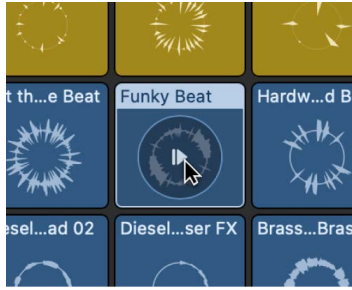 t th...e Beat
Funky Beat
Hardw...d B
esel...ad 02
Diesel...ser FX
Brass...Bras